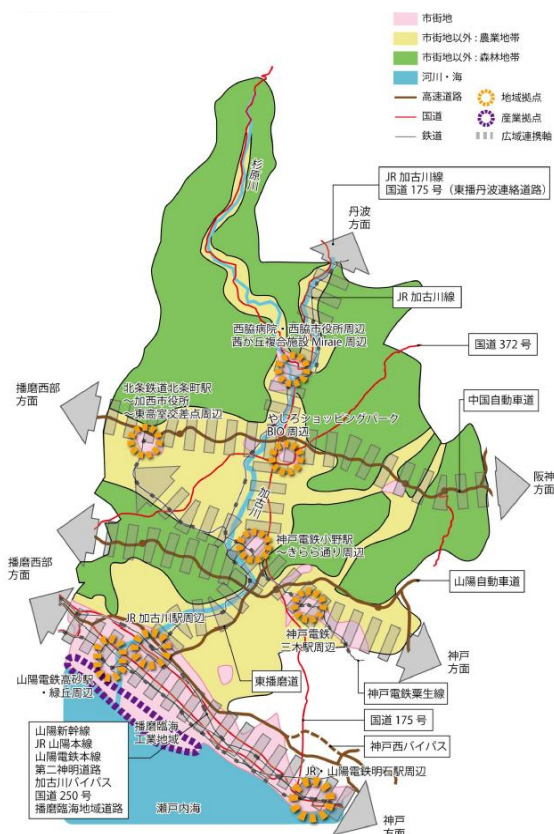 市街地
市街地以外：農業地帯
市街地以外：森林地帯
河川・海
高速道路
国道
鉄道
地域拠点
産業拠点
広域連携軸
JR 加古川線
国道 175 号（東播丹波連絡道路）
丹波
方面
杉原川
JR 加古川線
西脇病院・西脇市役所周辺
茜が丘複合施設 Miraie 周辺
国道 372 号
播磨西部
方面
北条鉄道北条町駅
～加西市役所
～東高室交差点周辺
やしろショッピングパーク
BIO 周辺
中国自動車道
阪神
方面
加古川
播磨西部
方面
神戸電鉄小野駅
～きらら通り周辺
山陽自動車道
JR 加古川駅周辺
神戸電鉄
三木駅周辺
神戸
方面
山陽電鉄高砂駅
・緑丘周辺
東播磨道
神戸電鉄粟生線
国道 175 号
播磨臨海
工業地域
神戸西バイパス
山陽新幹線
JR 山陽本線
山陽電鉄本線
第二神明道路
加古川バイパス
国道 250 号
播磨臨海地域道路
JR・山陽電鉄明石駅周辺
瀬戸内海
神戸
方面